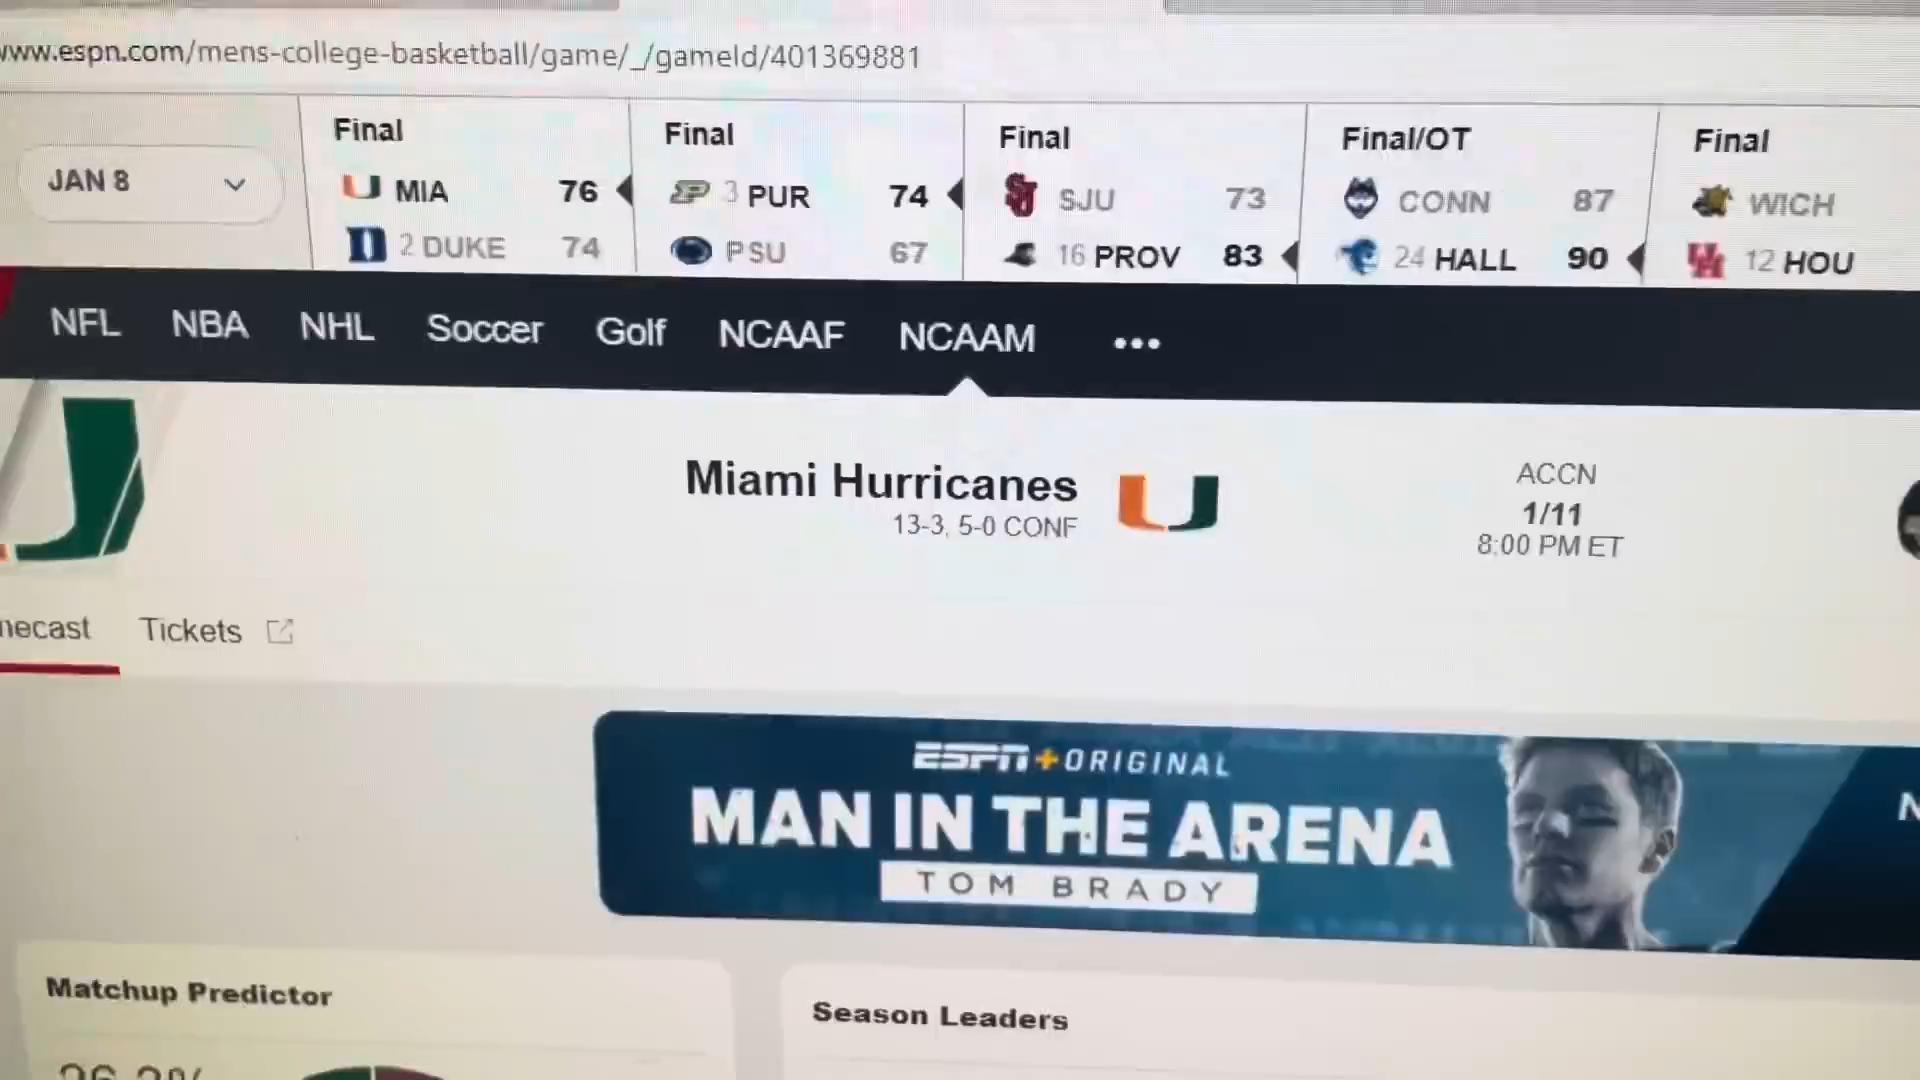 www.espn.com/mens-college-basketball/game/_/gameId/401369881
JAN 8
Final
MIA 76
2 DUKE 74
Final
3 PUR 74
PSU 67
Final
SJU 73
16 PROV 83
Final/OT
CONN 87
24 HALL 90
Final
WICH
12 HOU
NFL NBA NHL Soccer Golf NCAAF NCAAM •••
Miami Hurricanes
13-3, 5-0 CONF
ACCN
1/11
8:00 PM ET
mecast Tickets
ESPN+ ORIGINAL
MAN IN THE ARENA
TOM BRADY
Matchup Predictor
Season Leaders